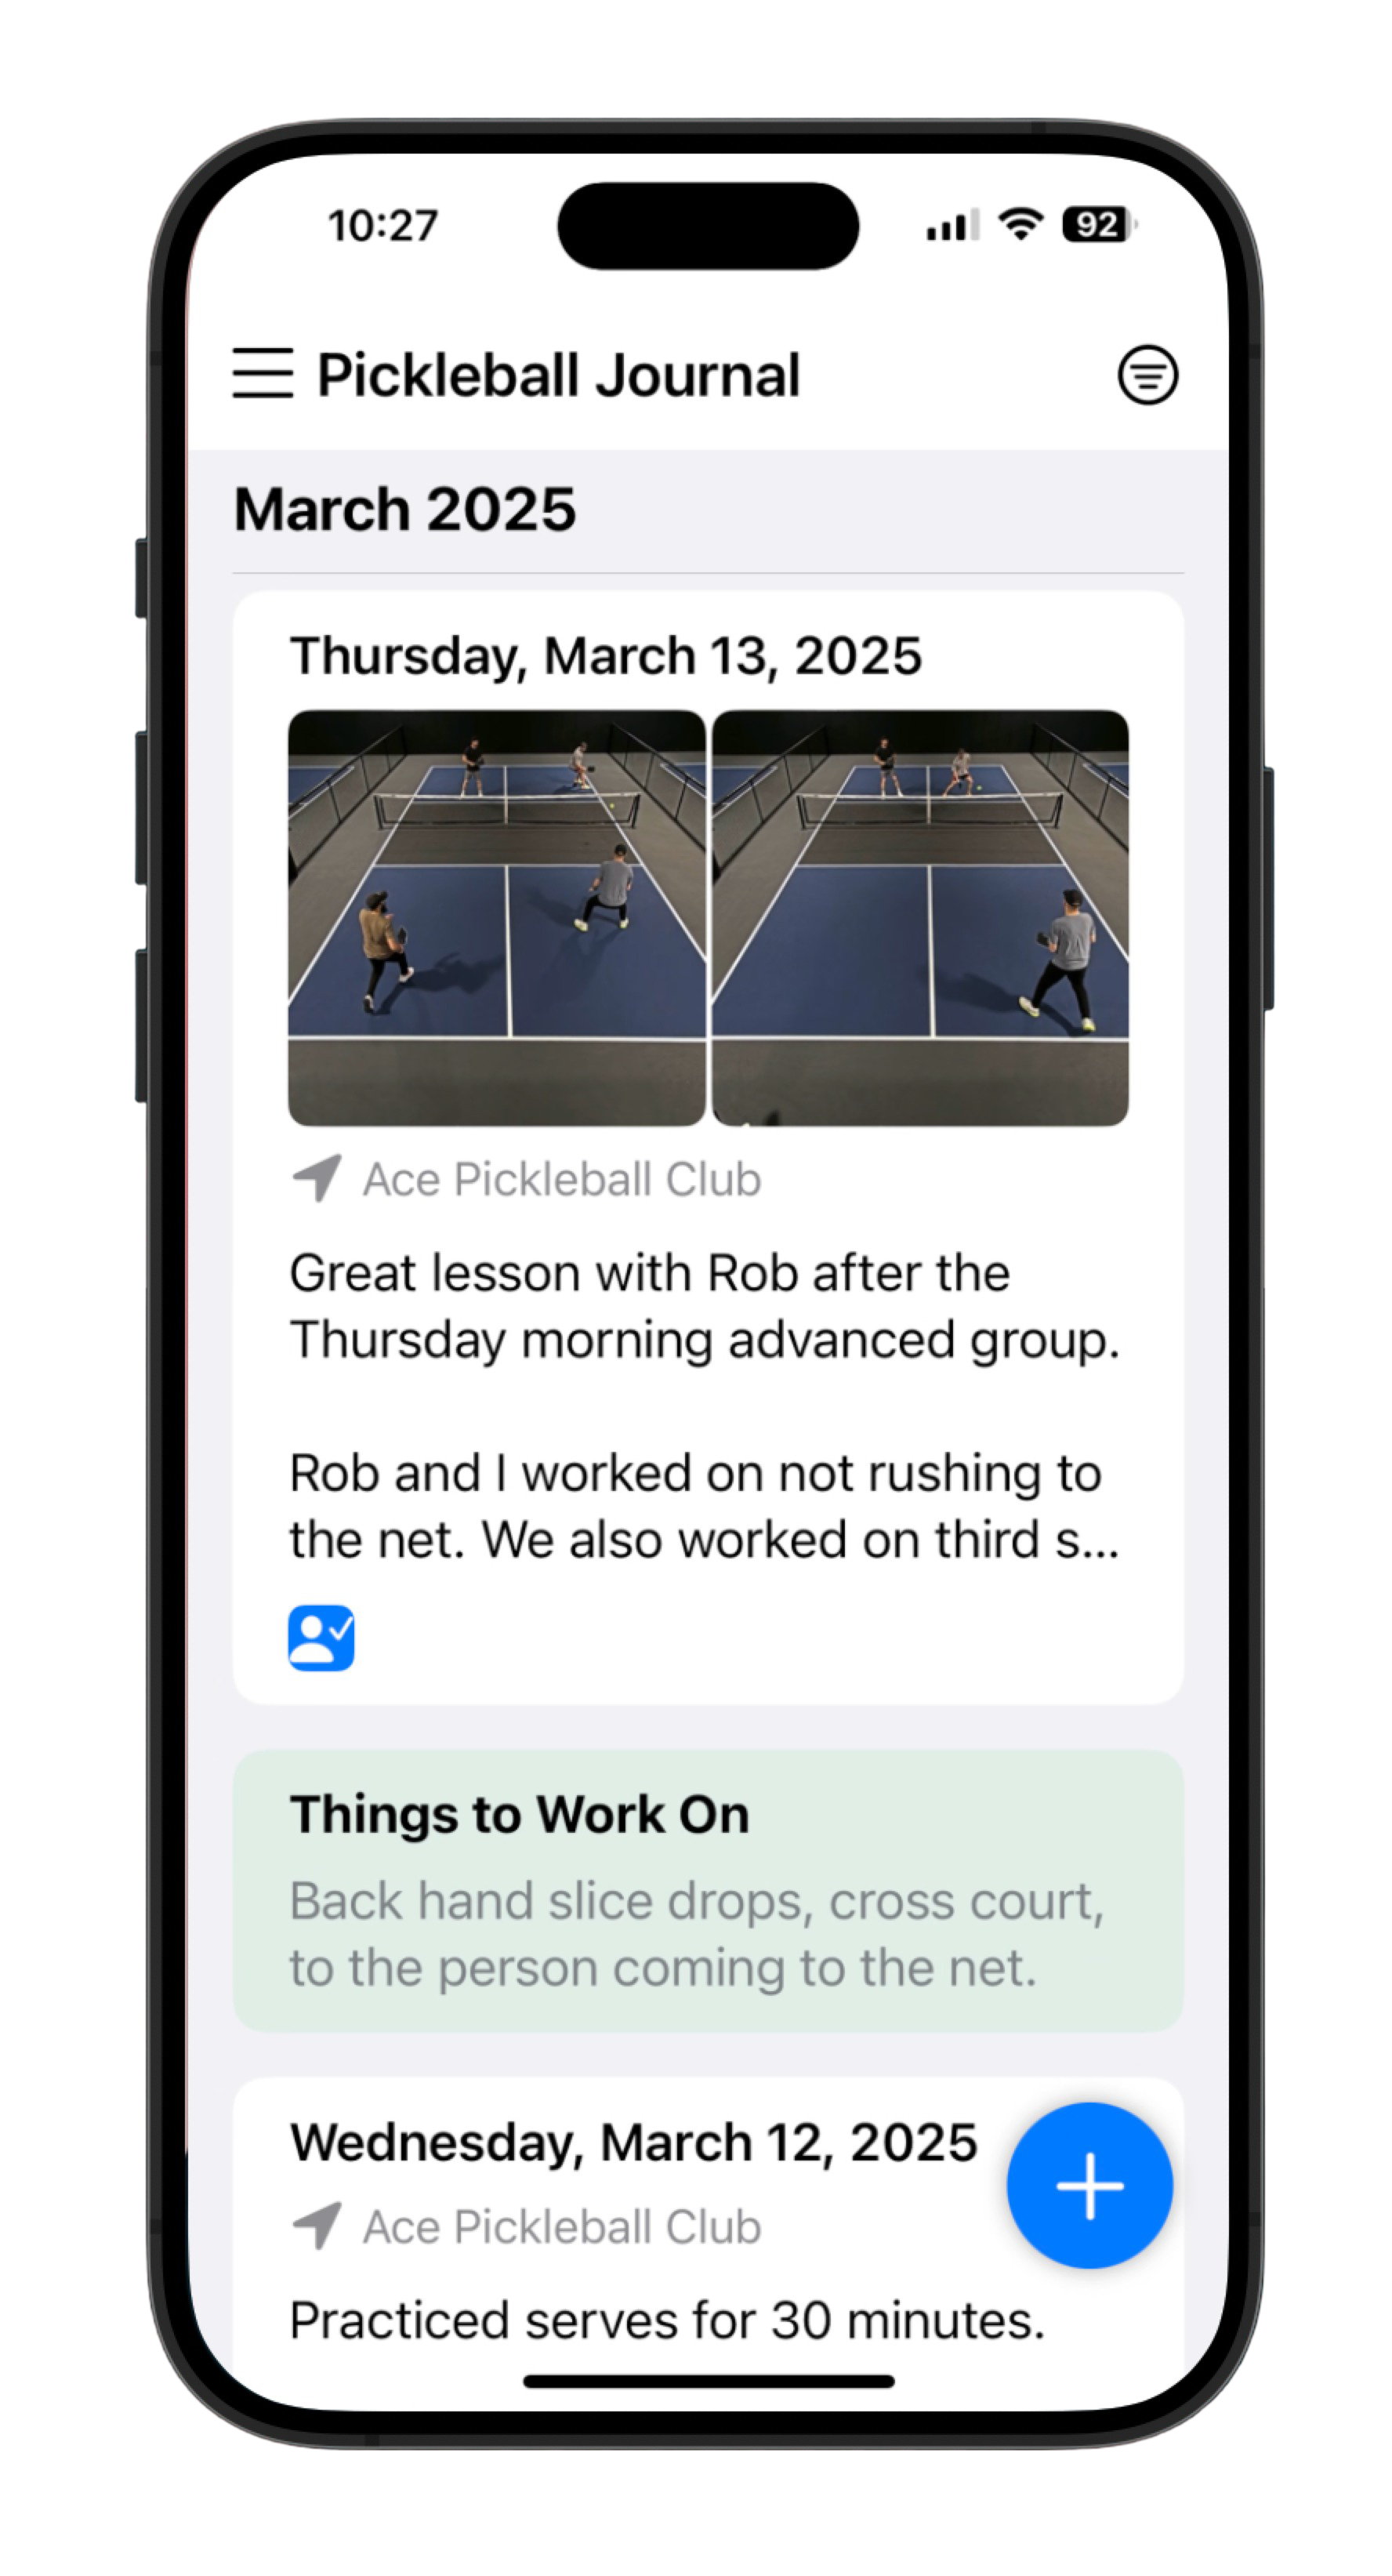 10:27
92
Pickleball Journal
March 2025
Thursday, March 13, 2025
Ace Pickleball Club
Great lesson with Rob after the
Thursday morning advanced group.
Rob and I worked on not rushing to
the net. We also worked on third s...
Things to Work On
Back hand slice drops, cross court,
to the person coming to the net.
Wednesday, March 12, 2025
Ace Pickleball Club
Practiced serves for 30 minutes.